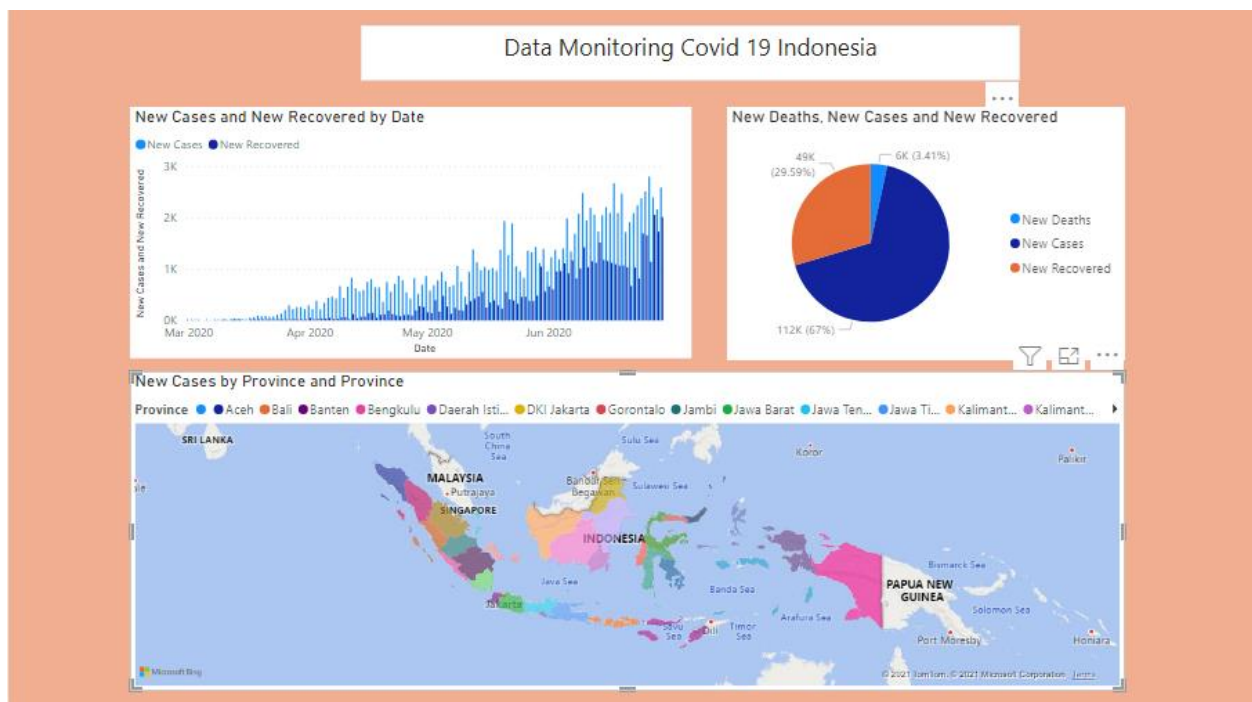 Data Monitoring Covid 19 Indonesia
New Cases and New Recovered by Date
New Cases New Recovered
New Cases and New Recovered
3K
2K
1K
0K
Mar 2020 Apr 2020 May 2020 Jun 2020
Date
New Deaths, New Cases and New Recovered
49K
(29.59%)
6K (3.41%)
112K (67%)
New Deaths
New Cases
New Recovered
New Cases by Province and Province
Province Aceh Bali Banten Bengkulu Daerah Isti... DKI Jakarta Gorontalo Jambi Jawa Barat Jawa Ten... Jawa Ti... Kalimant... Kalimant...
SRI LANKA
South
China
Sea
Sulu Sea
Koror
Palikir
MALAYSIA
Putrajaya
Bandar Seri
Begawan
Sulawesi Sea
SINGAPORE
INDONESIA
Java Sea
Banda Sea
Bismarck Sea
PAPUA NEW
GUINEA
Jakarta
Savu
Sea
Dili
Timor
Sea
Arafura Sea
Solomon Sea
Port Moresby
Honiara
Microsoft Bing
© 2021 TomTom, © 2021 Microsoft Corporation Terms